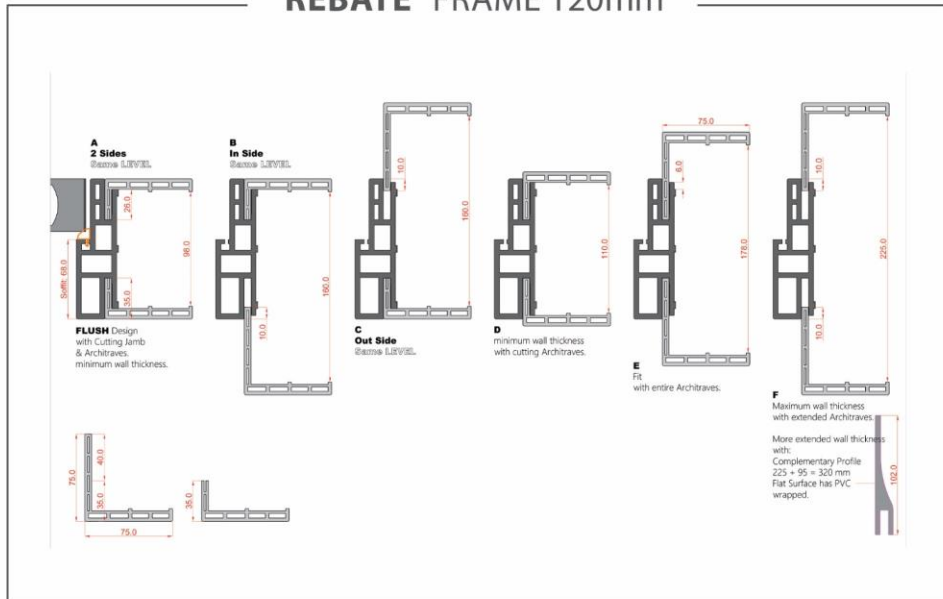 REBATE FRAME 120mm
A
2 Sides
Same LEVEL
B
In Side
Same LEVEL
75.0
10.0
6.0
10.0
26.0
98.0
160.0
160.0
110.0
178.0
225.0
Soffit: 68.0
35.0
10.0
10.0
FLUSH Design
with Cutting Jamb
& Architraves.
minimum wall thickness.
C
Out Side
Same LEVEL
D
minimum wall thickness
with cutting Architraves.
E
Fit
with entire Architraves.
F
Maximum wall thickness
with extended Architraves.
More extended wall thickness
with:
Complementary Profile
225 + 95 = 320 mm
Flat Surface has PVC
wrapped.
102.0
75.0
40.0
35.0
75.0
35.0